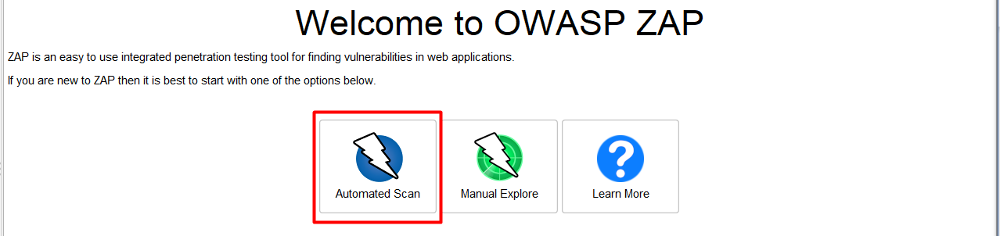 Welcome to OWASP ZAP
ZAP is an easy to use integrated penetration testing tool for finding vulnerabilities in web applications.
If you are new to ZAP then it is best to start with one of the options below.
Automated Scan
Manual Explore
Learn More